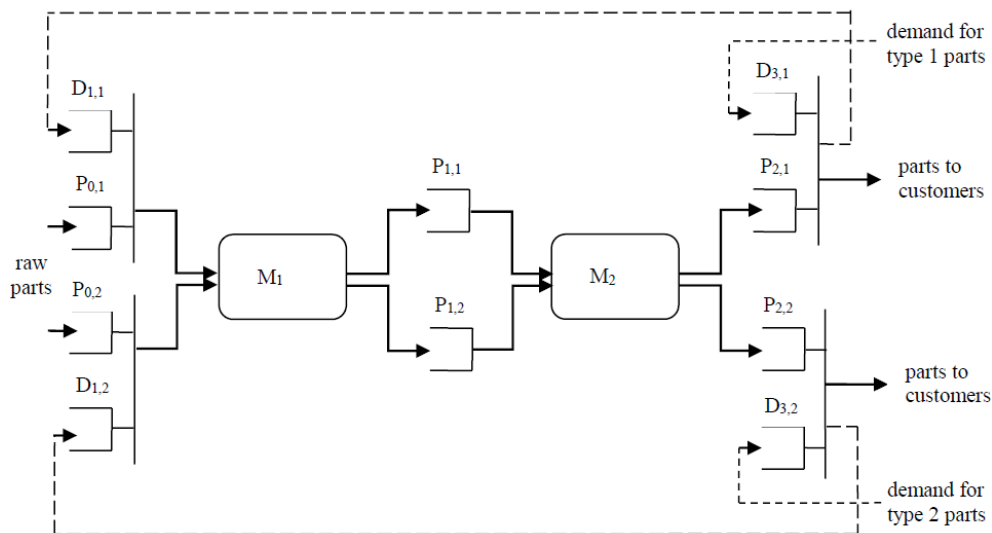 demand for
type 1 parts
D3,1
D1,1
P2,1
parts to
customers
P0,1
P1,1
raw
parts
M1
M2
P0,2
P1,2
P2,2
parts to
customers
D1,2
D3,2
demand for
type 2 parts